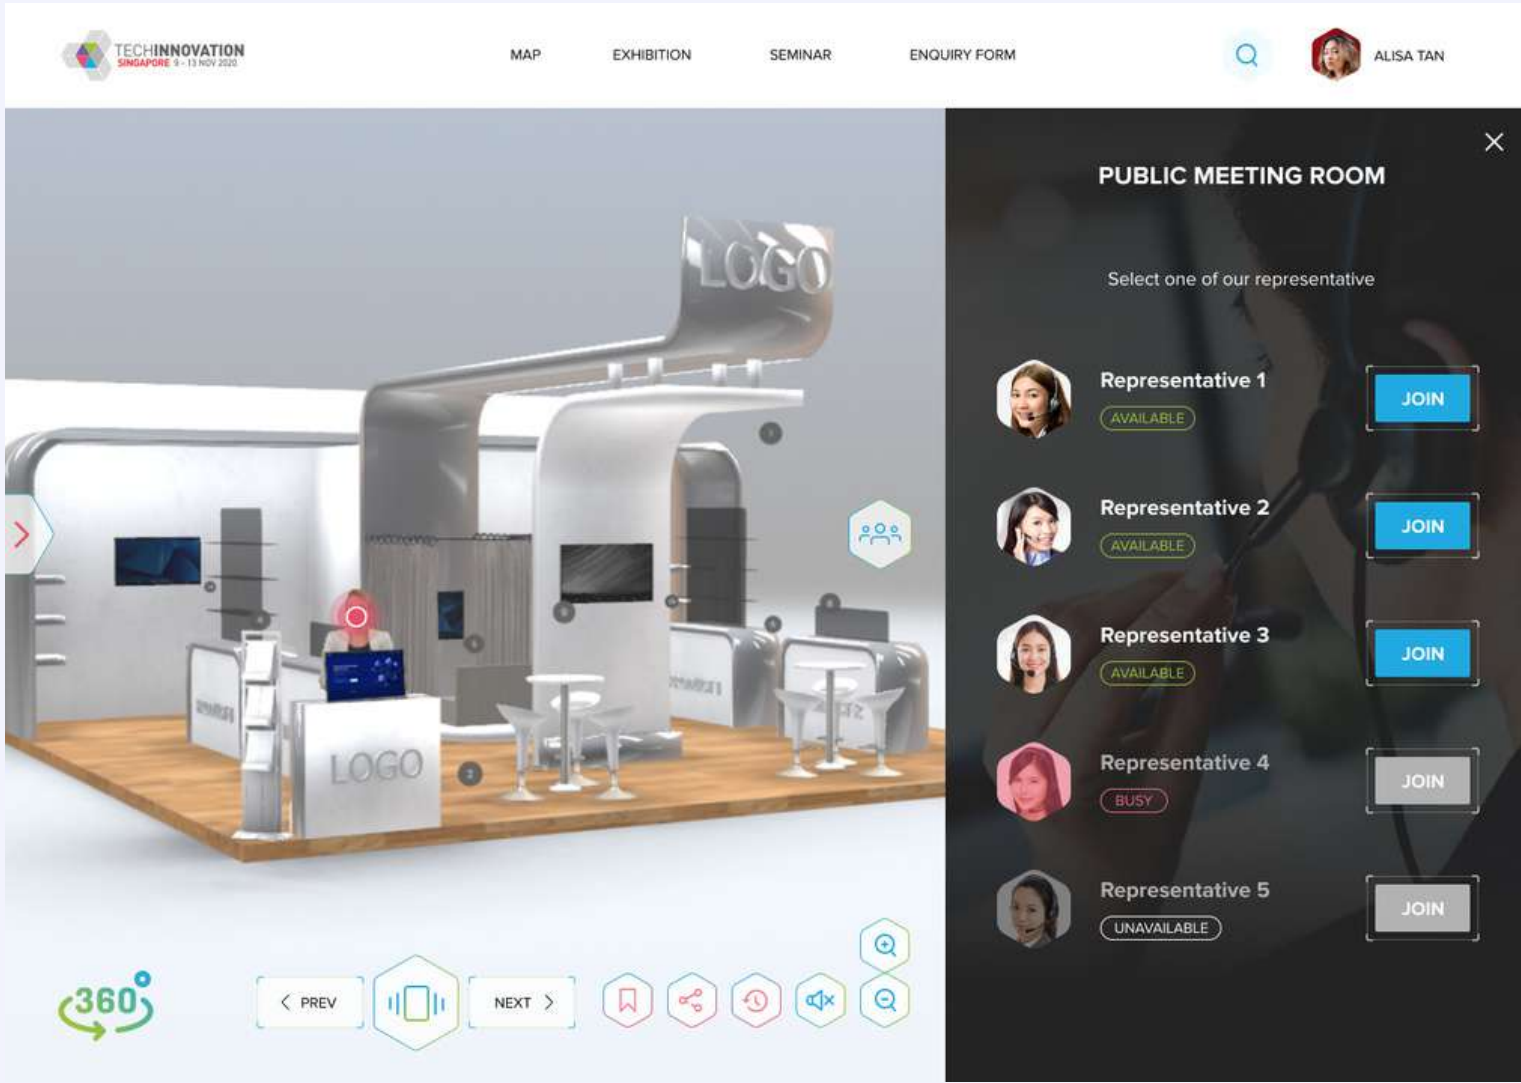 TECHINNOVATION
SINGAPORE 9 - 13 NOV 2020
MAP
EXHIBITION
SEMINAR
ENQUIRY FORM
ALISA TAN
LOGO
LOGO
2
360°
PREV
NEXT
PUBLIC MEETING ROOM
Select one of our representative
Representative 1
AVAILABLE
JOIN
Representative 2
AVAILABLE
JOIN
Representative 3
AVAILABLE
JOIN
Representative 4
BUSY
JOIN
Representative 5
UNAVAILABLE
JOIN